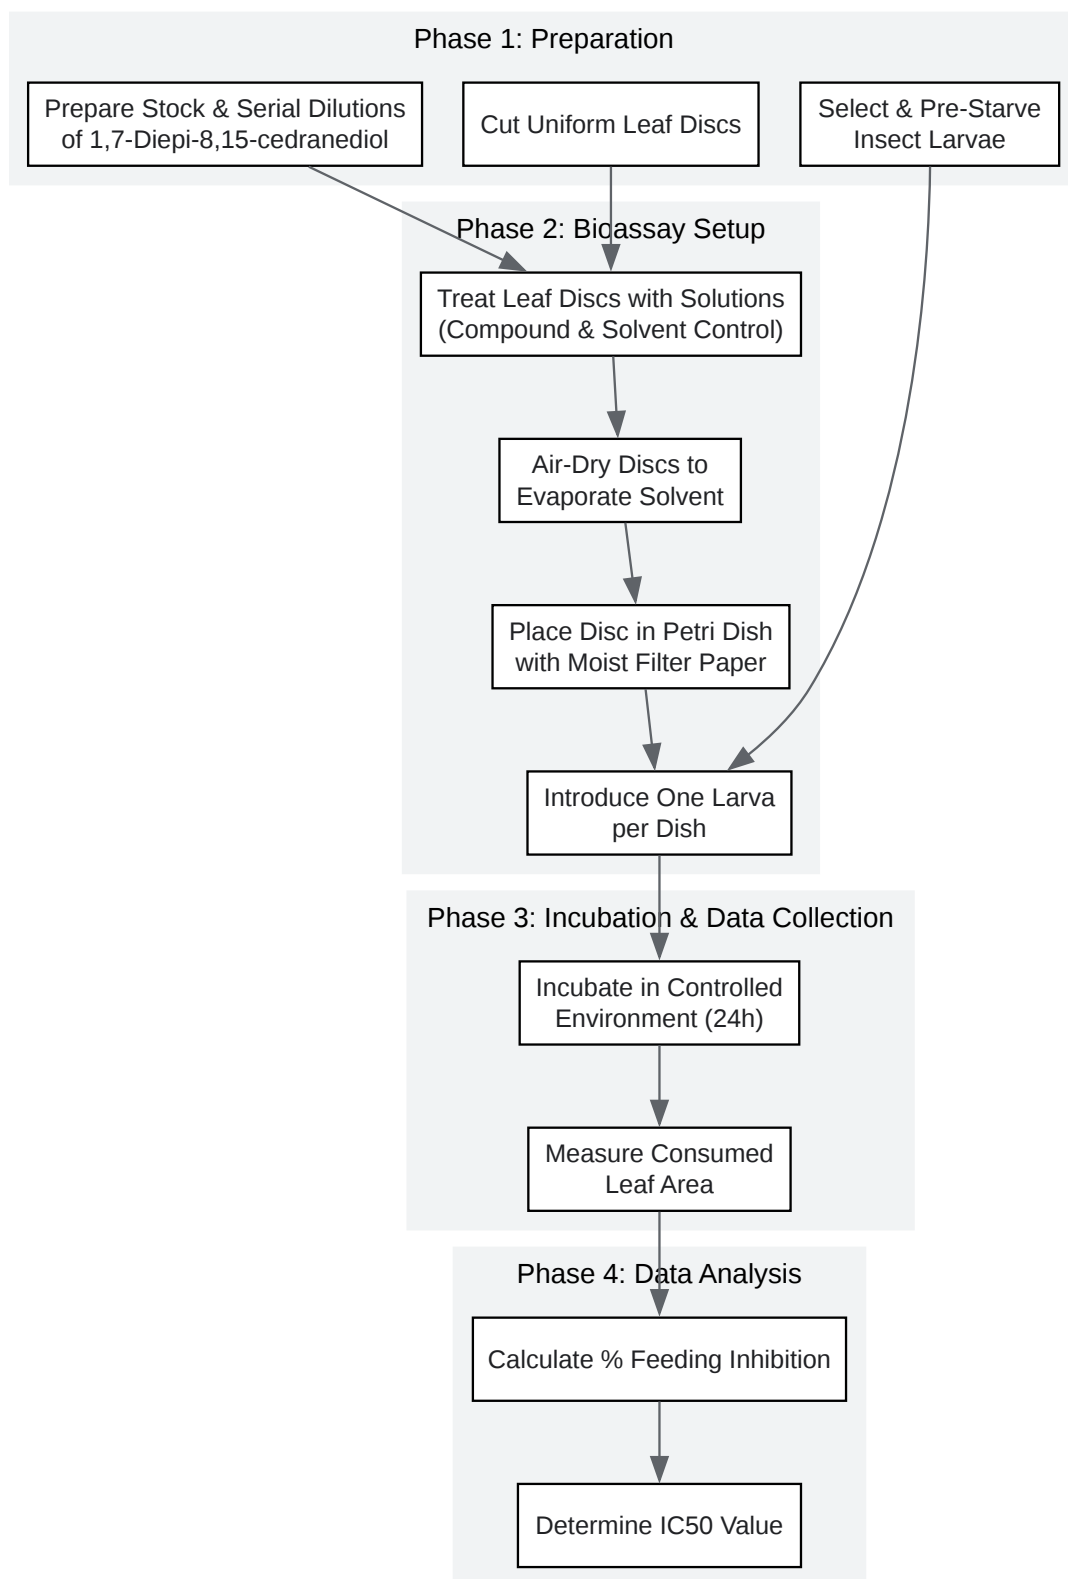 Phase 1: Preparation
Prepare Stock & Serial Dilutions
of 1,7-Diepi-8,15-cedranediol
Cut Uniform Leaf Discs
Select & Pre-Starve
Insect Larvae
Phase 2: Bioassay Setup
Treat Leaf Discs with Solutions
(Compound & Solvent Control)
Air-Dry Discs to
Evaporate Solvent
Place Disc in Petri Dish
with Moist Filter Paper
Introduce One Larva
per Dish
Phase 3: Incubation & Data Collection
Incubate in Controlled
Environment (24h)
Measure Consumed
Leaf Area
Phase 4: Data Analysis
Calculate % Feeding Inhibition
Determine IC50 Value